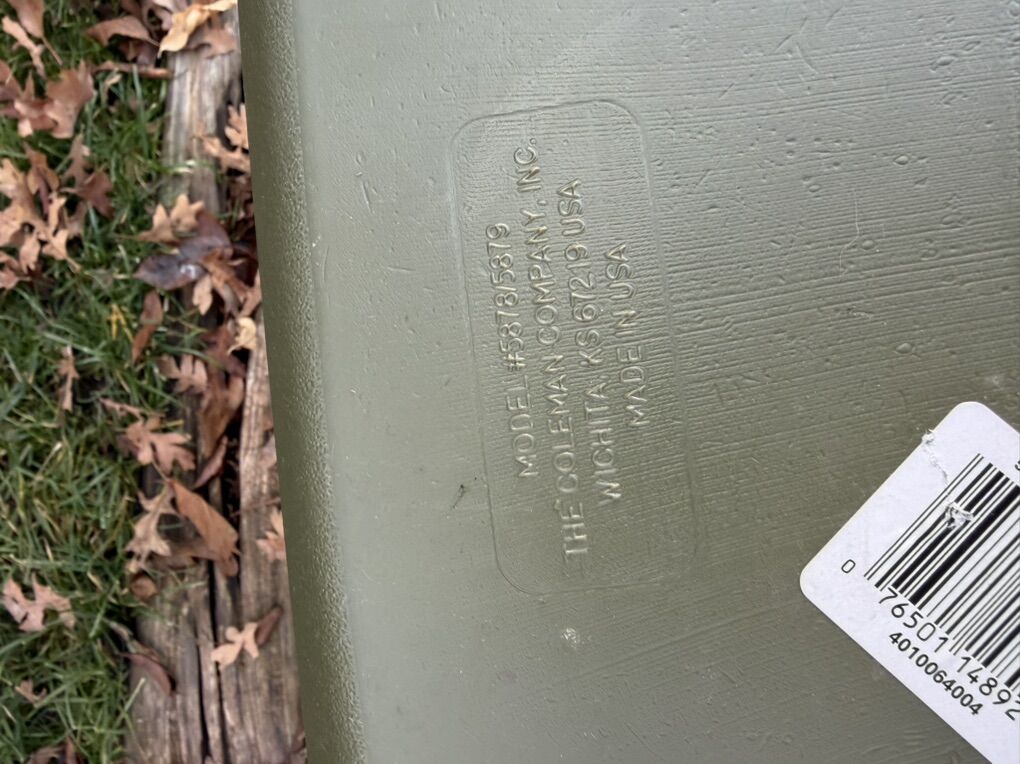 MODEL #5878/5879
THE COLEMAN COMPANY, INC.
WICHITA, KS 67219 USA
MADE IN USA
0 76501 14892
4010064004